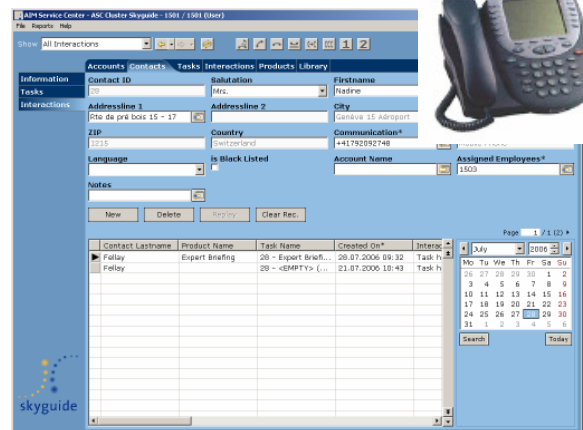 AIM Service Center - ASC Cluster Skyguide - 1501 / 1501 (User)
File Reports Help
Show All Interactions 1 2
Accounts Contacts Tasks Interactions Products Library
Information
Tasks
Interactions
Contact ID Salutation Firstname
28 Mrs. Nadine
Addressline 1 Addressline 2 City
Rte de pré bois 15 - 17 Genève 15 Aéroport
ZIP Country Communication*
1215 Switzerland +41792092748
Language is Black Listed Account Name Assigned Employees*
1503
Notes
New Delete Replay Clear Rec.
Page 1 / 1 (2)
Contact Lastname Product Name Task Name Created On* Interac
Fellay Expert Briefing 28 - Expert Briefi... 28.07.2006 09:32 Task h
Fellay 28 - <EMPTY> (... 21.07.2006 10:43 Task h
July 2006
Mo Tu We Th Fr Sa Su
26 27 28 29 30 1 2
3 4 5 6 7 8 9
10 11 12 13 14 15 16
17 18 19 20 21 22 23
24 25 26 27 28 29 30
31 1 2 3 4 5 6
Search Today
skyguide